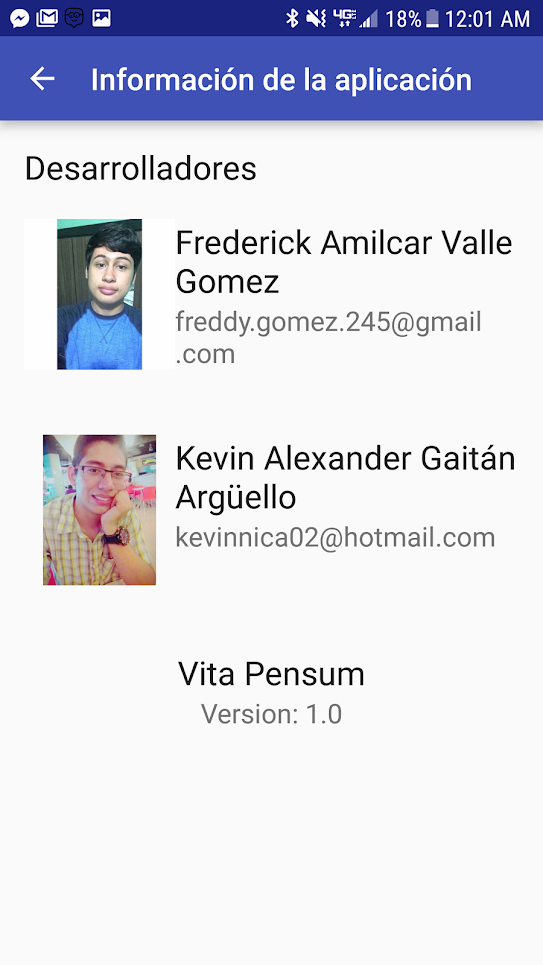 18% 12:01 AM
Información de la aplicación
Desarrolladores
Frederick Amilcar Valle
Gomez
freddy.gomez.245@gmail
.com
Kevin Alexander Gaitán
Argüello
kevinnica02@hotmail.com
Vita Pensum
Version: 1.0